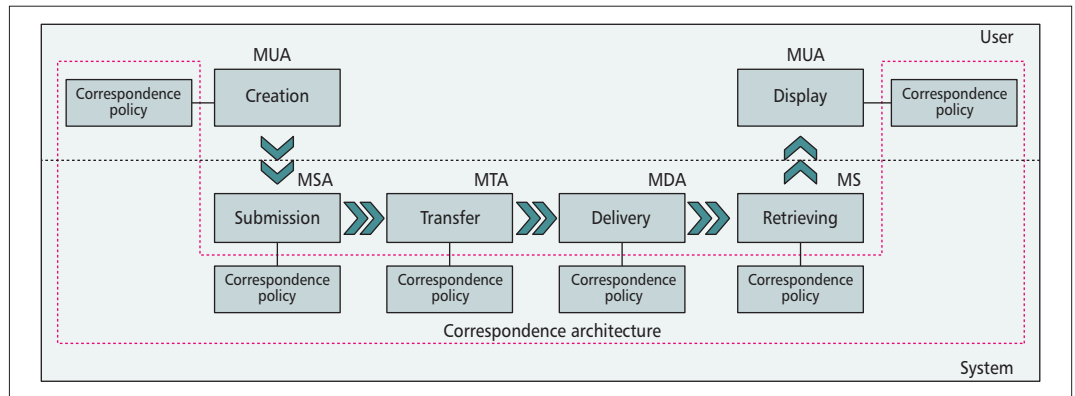 User
MUA
MUA
Correspondence
policy
Creation
Display
Correspondence
policy
MSA
MTA
MDA
MS
Submission
Transfer
Delivery
Retrieving
Correspondence
policy
Correspondence
policy
Correspondence
policy
Correspondence
policy
Correspondence architecture
System